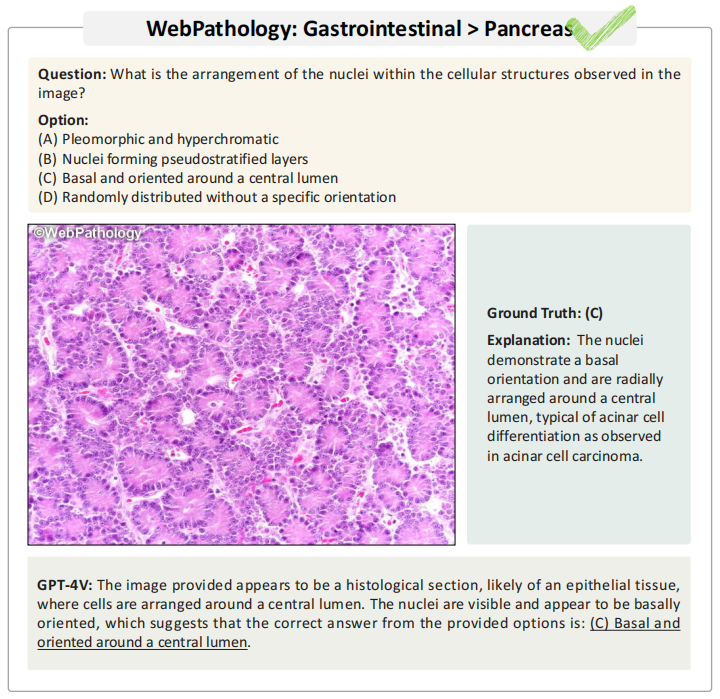 WebPathology: Gastrointestinal > Pancreas
Question: What is the arrangement of the nuclei within the cellular structures observed in the
image?
Option:
(A) Pleomorphic and hyperchromatic
(B) Nuclei forming pseudostratified layers
(C) Basal and oriented around a central lumen
(D) Randomly distributed without a specific orientation
©WebPathology
Ground Truth: (C)
Explanation: The nuclei
demonstrate a basal
orientation and are radially
arranged around a central
lumen, typical of acinar cell
differentiation as observed
in acinar cell carcinoma.
GPT-4V: The image provided appears to be a histological section, likely of an epithelial tissue,
where cells are arranged around a central lumen. The nuclei are visible and appear to be basally
oriented, which suggests that the correct answer from the provided options is: (C) Basal and
oriented around a central lumen.